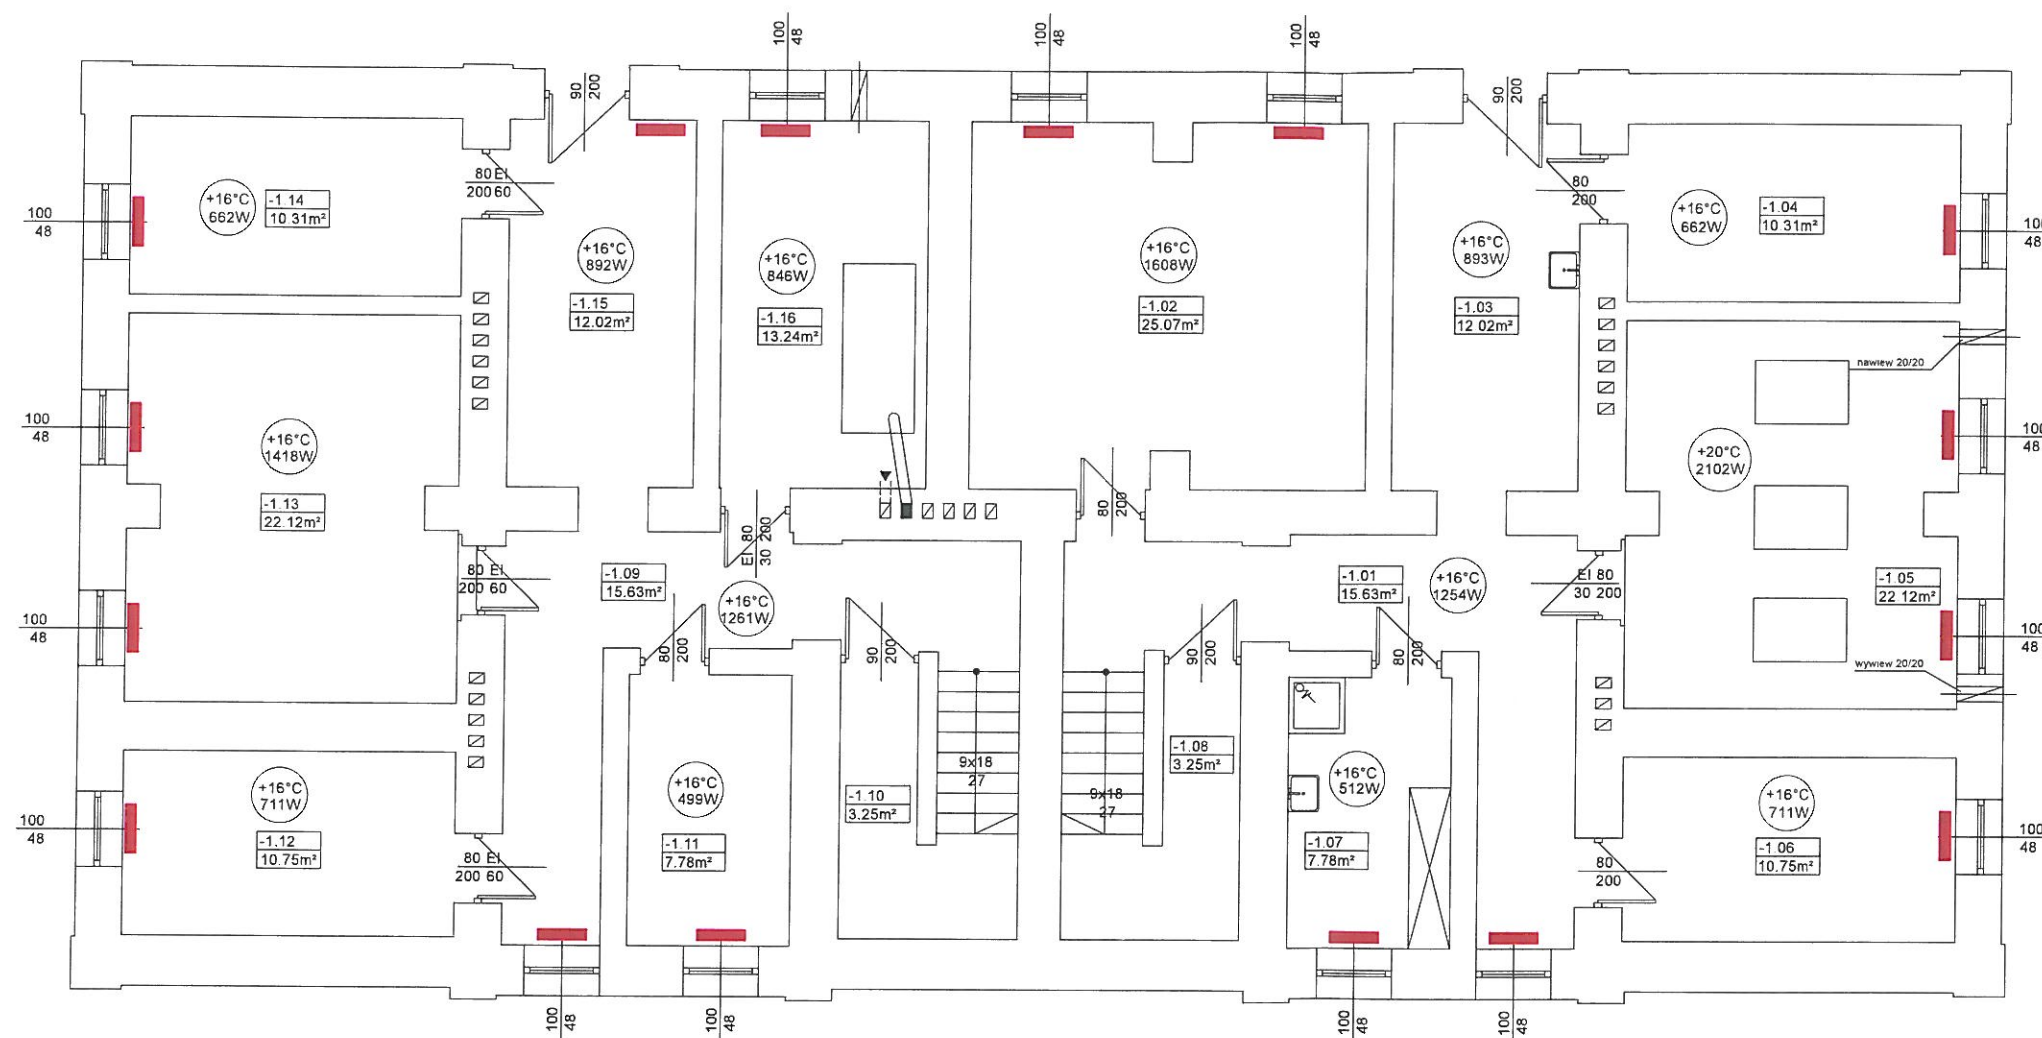 100
48
100
48
100
48
90
200
90
200
80 EI
200 60
80
200
+16°C
662W
-1.14
10.31m²
+16°C
892W
-1.15
12.02m²
+16°C
846W
-1.16
13.24m²
+16°C
1608W
-1.02
25.07m²
+16°C
893W
-1.03
12 02m²
+16°C
662W
-1.04
10.31m²
100
48
100
48
nawiew 20/20
100
48
+16°C
1418W
-1.13
22.12m²
100
48
+20°C
2102W
EI 80
30 200
80
200
80 EI
200 60
-1.09
15.63m²
+16°C
1261W
-1.01
15.63m²
+16°C
1254W
EI 80
30 200
-1.05
22.12m²
100
48
100
48
80
200
90
200
90
200
80
200
wywiew 20/20
+16°C
711W
-1.12
10.75m²
100
48
80 EI
200 60
+16°C
499W
-1.11
7.78m²
-1.10
3.25m²
9x18
27
9x18
27
-1.08
3.25m²
+16°C
512W
-1.07
7.78m²
80
200
+16°C
711W
-1.06
10.75m²
100
48
100
48
100
48
100
48
100
48